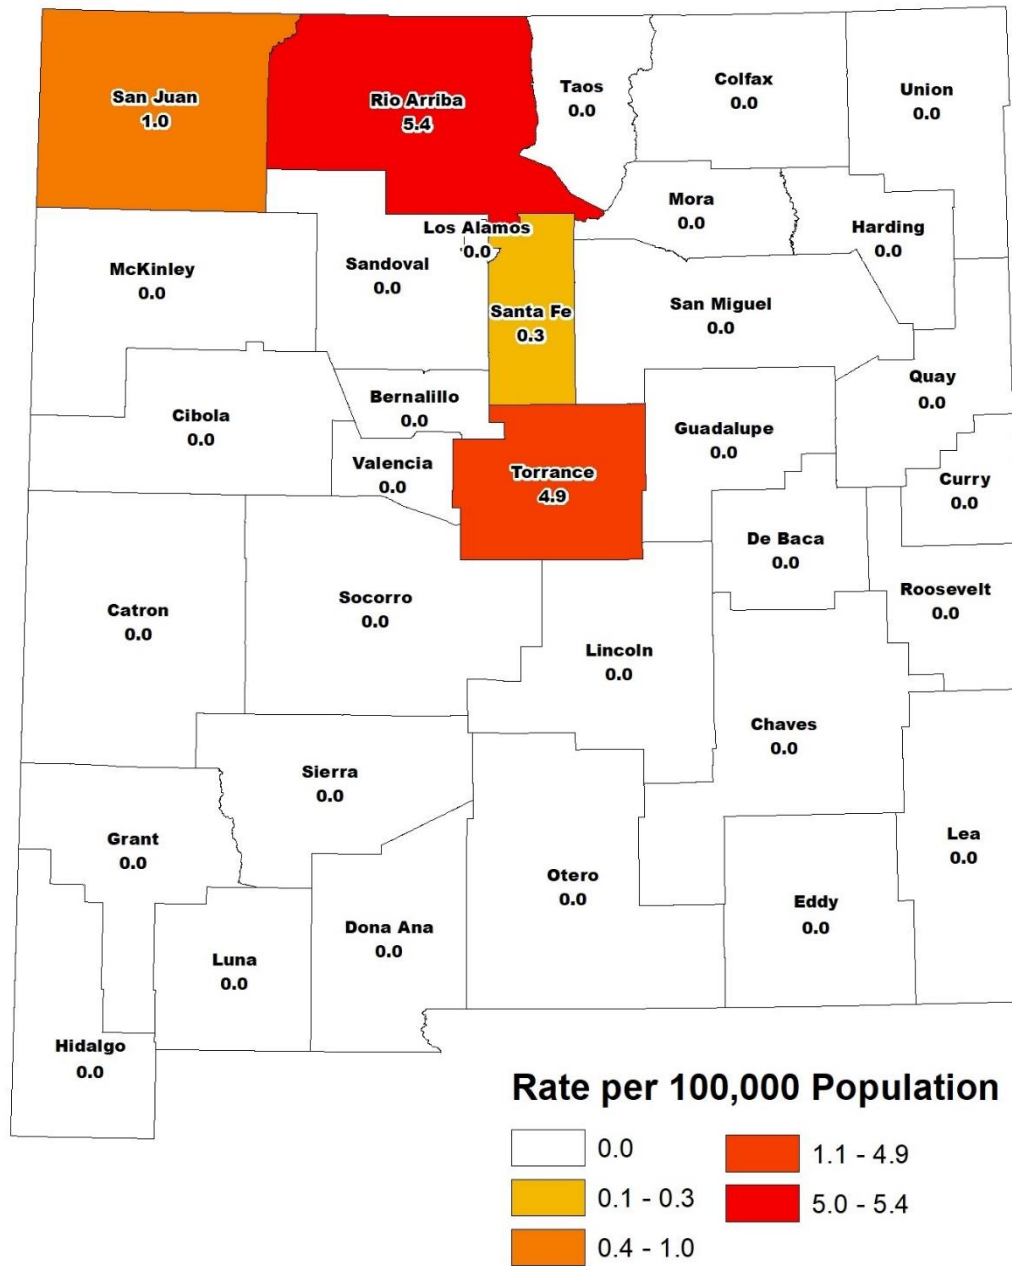 San Juan
1.0
Rio Arriba
5.4
Taos
0.0
Colfax
0.0
Union
0.0
Mora
0.0
Harding
0.0
Los Alamos
0.0
McKinley
0.0
Sandoval
0.0
Santa Fe
0.3
San Miguel
0.0
Quay
0.0
Cibola
0.0
Bernalillo
0.0
Guadalupe
0.0
Valencia
0.0
Torrance
4.9
Curry
0.0
De Baca
0.0
Roosevelt
0.0
Catron
0.0
Socorro
0.0
Lincoln
0.0
Chaves
0.0
Sierra
0.0
Grant
0.0
Lea
0.0
Otero
0.0
Eddy
0.0
Dona Ana
0.0
Luna
0.0
Hidalgo
0.0
Rate per 100,000 Population
0.0
0.1 - 0.3
0.4 - 1.0
1.1 - 4.9
5.0 - 5.4